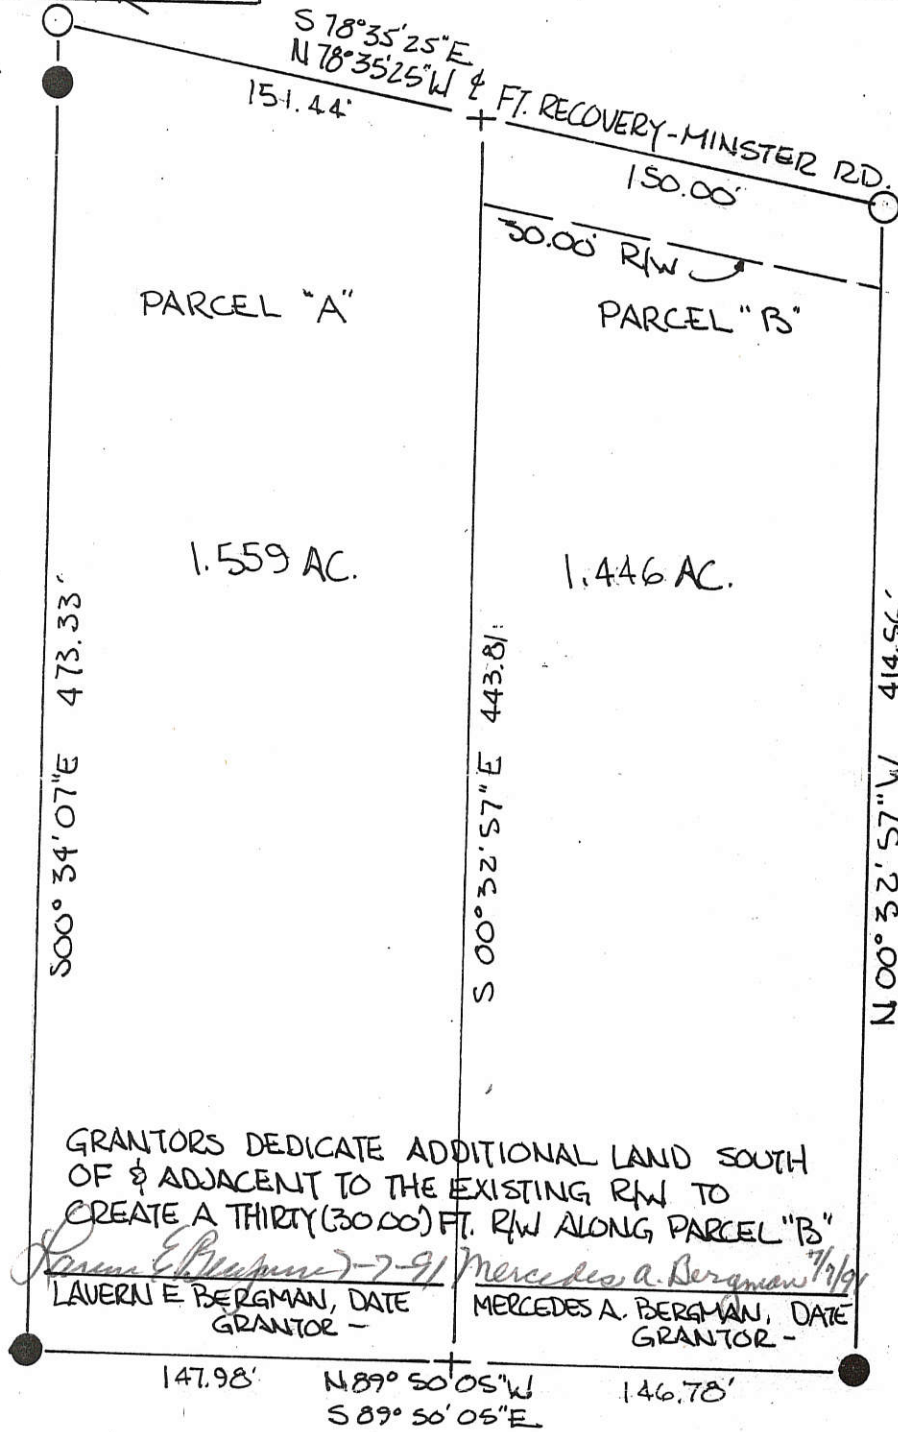 S 78°35'25"E
N 78°35'25"W ₵ FT. RECOVERY-MINSTER RD.
151.44'
150.00'
30.00' R/W
PARCEL "A"
PARCEL "B"
1.559 AC.
1.446 AC.
S00°34'07"E 473.33'
S 00°32'57"E 443.81'
N 00°32'57"W 414.56'
GRANTORS DEDICATE ADDITIONAL LAND SOUTH
OF & ADJACENT TO THE EXISTING R/W TO
CREATE A THIRTY (30.00') FT. R/W ALONG PARCEL "B"
Lavern E Bergman 7-7-91 Mercedes A. Bergman 7/7/91
LAVERN E BERGMAN, DATE
GRANTOR -
MERCEDES A. BERGMAN, DATE
GRANTOR -
147.98'
N89°50'05"W
146.78'
S89°50'05"E